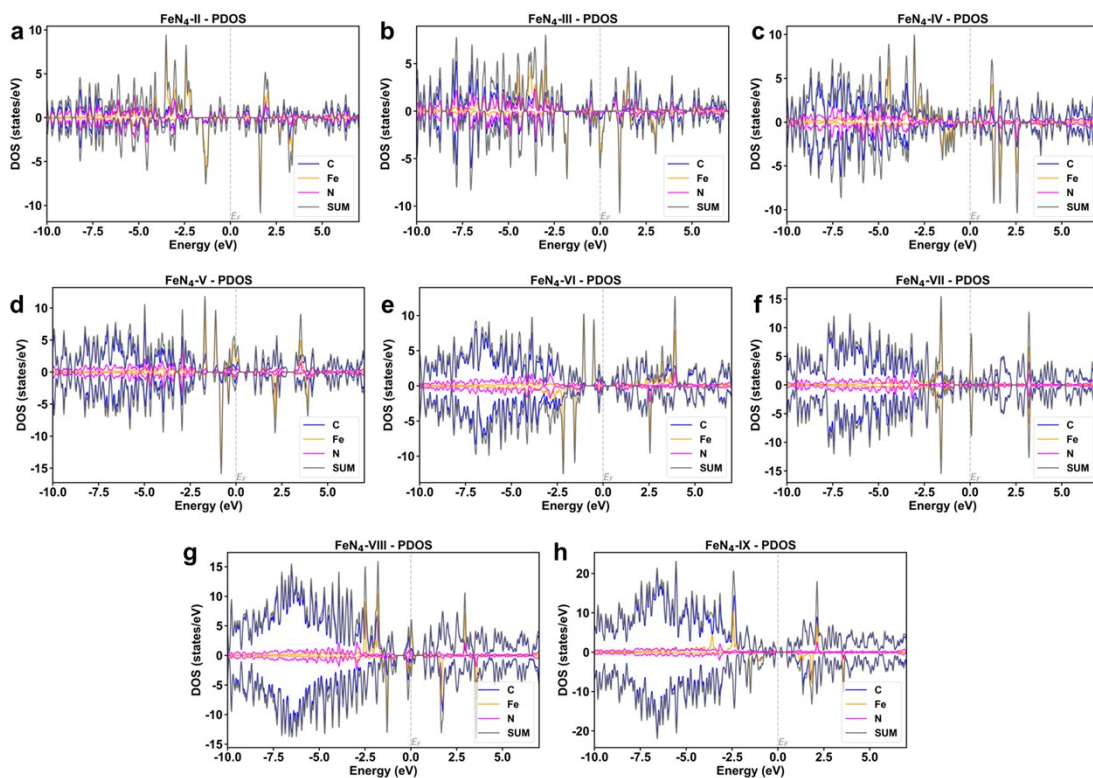 a
FeN₄-II - PDOS
DOS (states/eV)
10
5
0
-5
-10
C
Fe
N
SUM
E_F
-10.0 -7.5 -5.0 -2.5 0.0 2.5 5.0
Energy (eV)
b
FeN₄-III - PDOS
DOS (states/eV)
5
0
-5
-10
C
Fe
N
SUM
E_F
-10.0 -7.5 -5.0 -2.5 0.0 2.5 5.0
Energy (eV)
c
FeN₄-IV - PDOS
DOS (states/eV)
10
5
0
-5
-10
C
Fe
N
SUM
E_F
-10.0 -7.5 -5.0 -2.5 0.0 2.5 5.0
Energy (eV)
d
FeN₄-V - PDOS
DOS (states/eV)
10
5
0
-5
-10
-15
C
Fe
N
SUM
E_F
-10.0 -7.5 -5.0 -2.5 0.0 2.5 5.0
Energy (eV)
e
FeN₄-VI - PDOS
DOS (states/eV)
10
5
0
-5
-10
C
Fe
N
SUM
E_F
-10.0 -7.5 -5.0 -2.5 0.0 2.5 5.0
Energy (eV)
f
FeN₄-VII - PDOS
DOS (states/eV)
15
10
5
0
-5
-10
-15
C
Fe
N
SUM
E_F
-10.0 -7.5 -5.0 -2.5 0.0 2.5 5.0
Energy (eV)
g
FeN₄-VIII - PDOS
DOS (states/eV)
15
10
5
0
-5
-10
-15
C
Fe
N
SUM
E_F
-10.0 -7.5 -5.0 -2.5 0.0 2.5 5.0
Energy (eV)
h
FeN₄-IX - PDOS
DOS (states/eV)
20
10
0
-10
-20
C
Fe
N
SUM
E_F
-10.0 -7.5 -5.0 -2.5 0.0 2.5 5.0
Energy (eV)